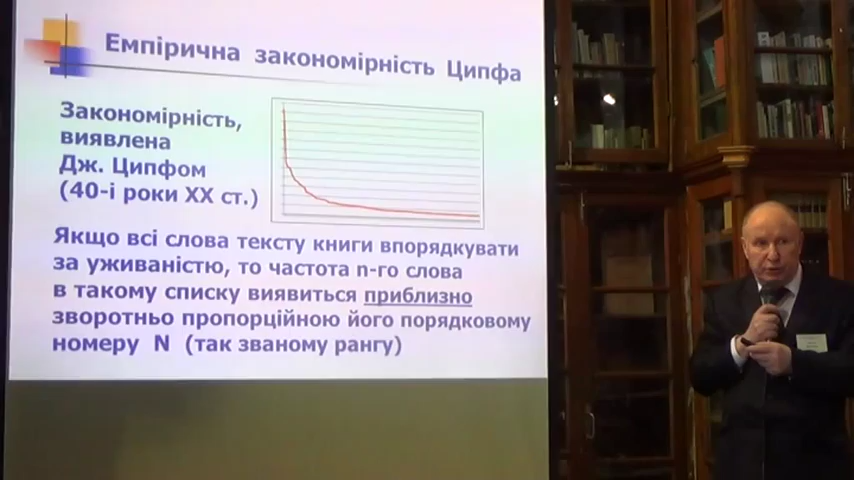 Емпірична закономірність Ципфа
Закономірність,
виявлена
Дж. Ципфом
(40-і роки ХХ ст.)
Якщо всі слова тексту книги впорядкувати
за уживаністю, то частота n-го слова
в такому списку виявиться приблизно
зворотньо пропорційною його порядковому
номеру N (так званому рангу)